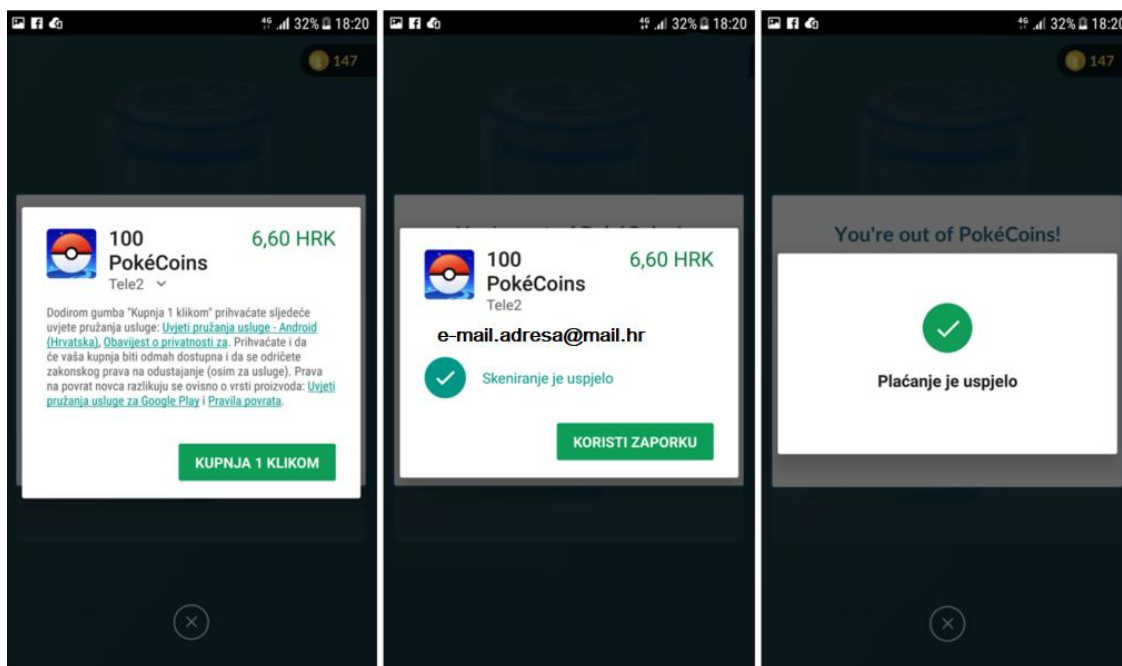 4G 32% 18:20
147
100
PokéCoins
6,60 HRK
Tele2
Dodirom gumba "Kupnja 1 klikom" prihvaćate sljedeće
uvjete pružanja usluge: Uvjeti pružanja usluge - Android
(Hrvatska), Obavijest o privatnosti za. Prihvaćate i da
će vaša kupnja biti odmah dostupna i da se odričete
zakonskog prava na odustajanje (osim za usluge). Prava
na povrat novca razlikuju se ovisno o vrsti proizvoda: Uvjeti
pružanja usluge za Google Play i Pravila povrata.
KUPNJA 1 KLIKOM
4G 32% 18:20
100
PokéCoins
6,60 HRK
Tele2
e-mail.adresa@mail.hr
Skeniranje je uspjelo
KORISTI ZAPORKU
4G 32% 18:20
147
You're out of PokéCoins!
Plaćanje je uspjelo